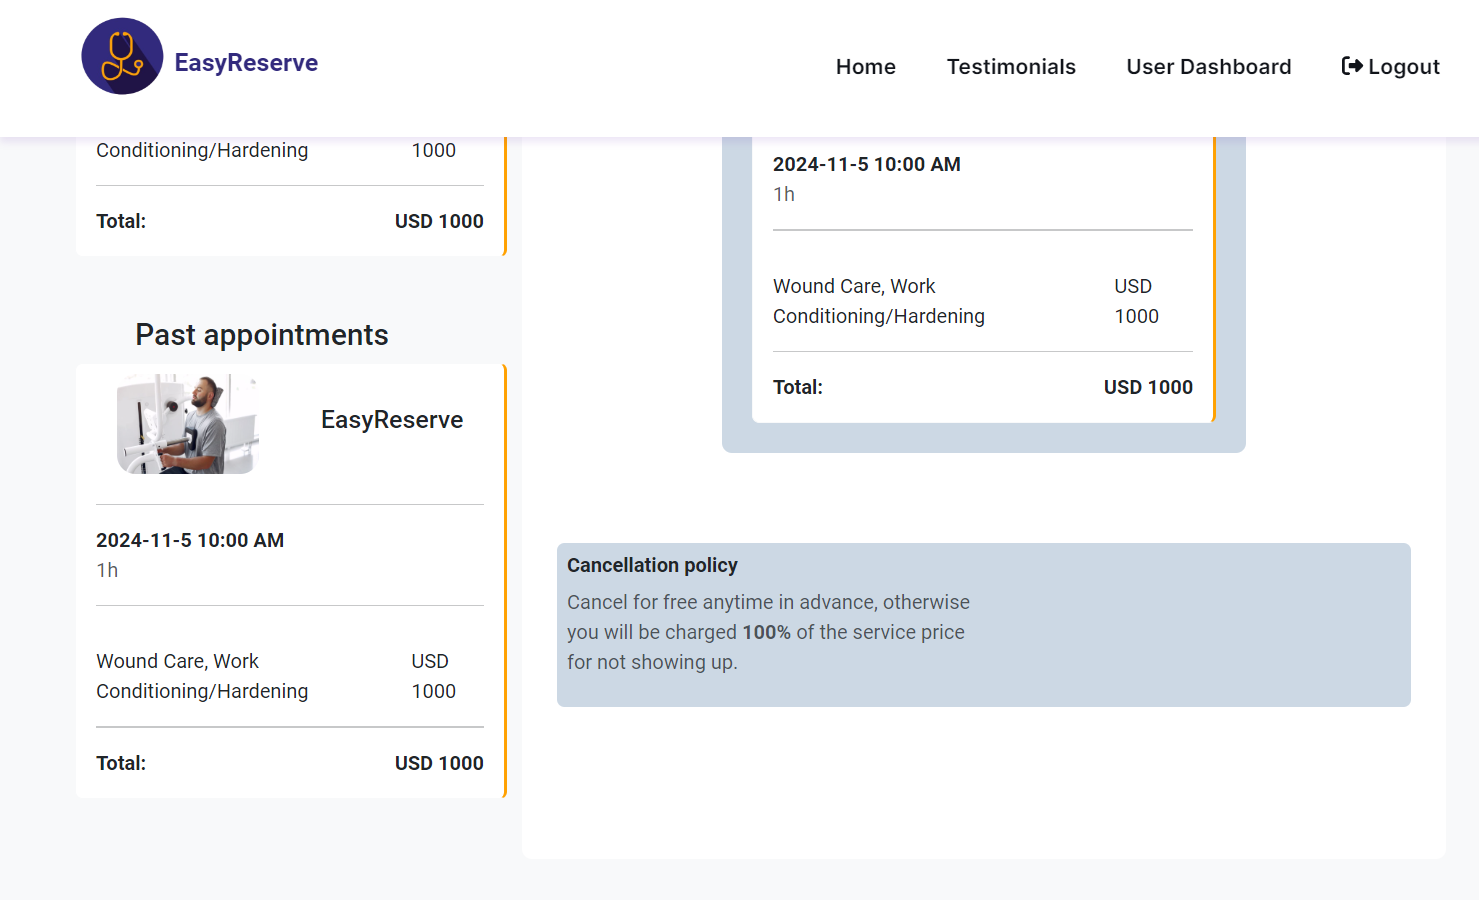 EasyReserve
Home
Testimonials
User Dashboard
Logout
Conditioning/Hardening 1000
Total: USD 1000
Past appointments
EasyReserve
2024-11-5 10:00 AM
1h
Wound Care, Work USD
Conditioning/Hardening 1000
Total: USD 1000
2024-11-5 10:00 AM
1h
Wound Care, Work USD
Conditioning/Hardening 1000
Total: USD 1000
Cancellation policy
Cancel for free anytime in advance, otherwise
you will be charged 100% of the service price
for not showing up.